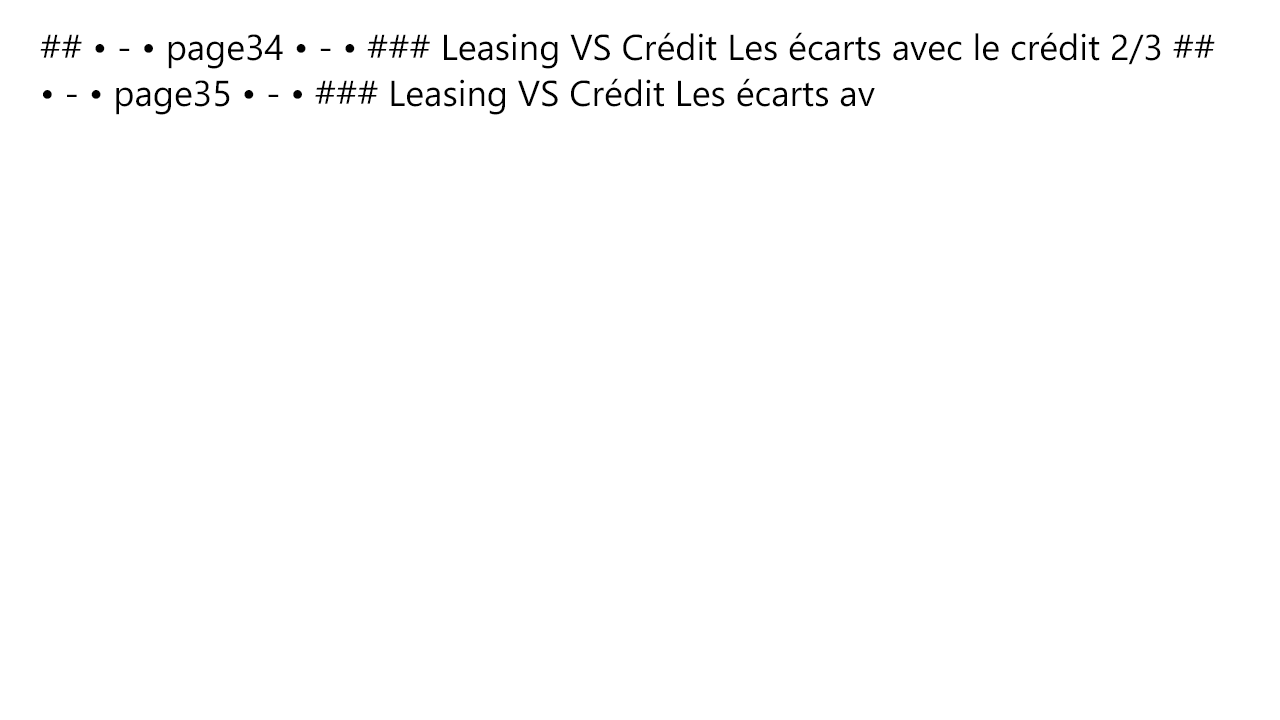 ## • - • page34 • - • ### Leasing VS Crédit Les écarts avec le crédit 2/3 ##
• - • page35 • - • ### Leasing VS Crédit Les écarts av